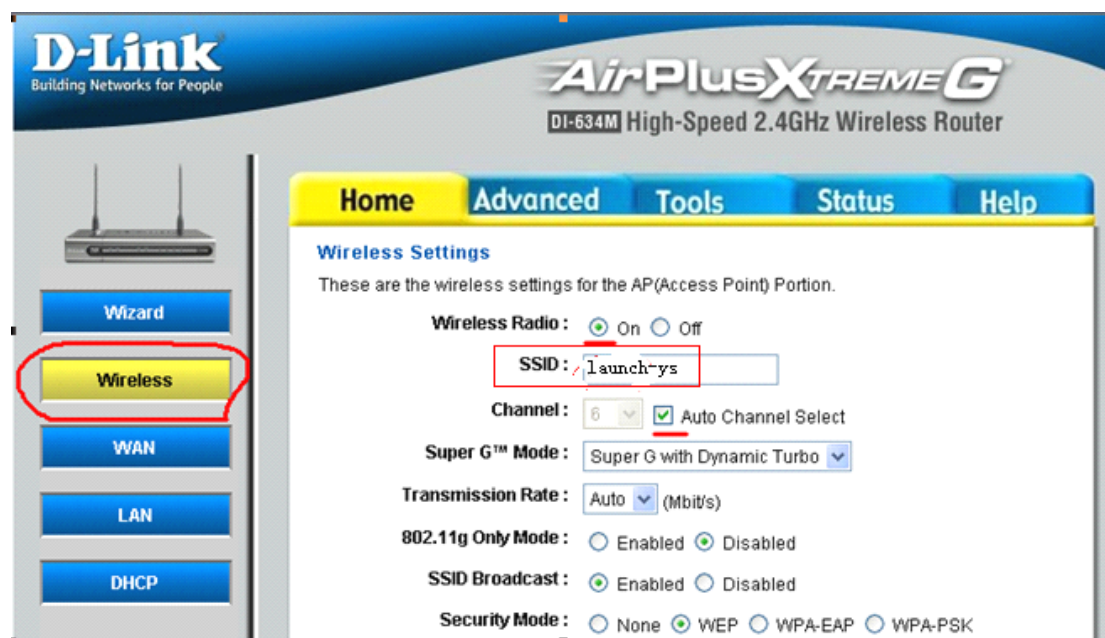 D-Link
Building Networks for People
AirPlus XTREME G
DI-634M High-Speed 2.4GHz Wireless Router
Home Advanced Tools Status Help
Wizard
Wireless
WAN
LAN
DHCP
Wireless Settings
These are the wireless settings for the AP(Access Point) Portion.
Wireless Radio : On Off
SSID : launch-ys
Channel : 6 Auto Channel Select
Super G™ Mode : Super G with Dynamic Turbo
Transmission Rate : Auto (Mbit/s)
802.11g Only Mode : Enabled Disabled
SSID Broadcast : Enabled Disabled
Security Mode : None WEP WPA-EAP WPA-PSK